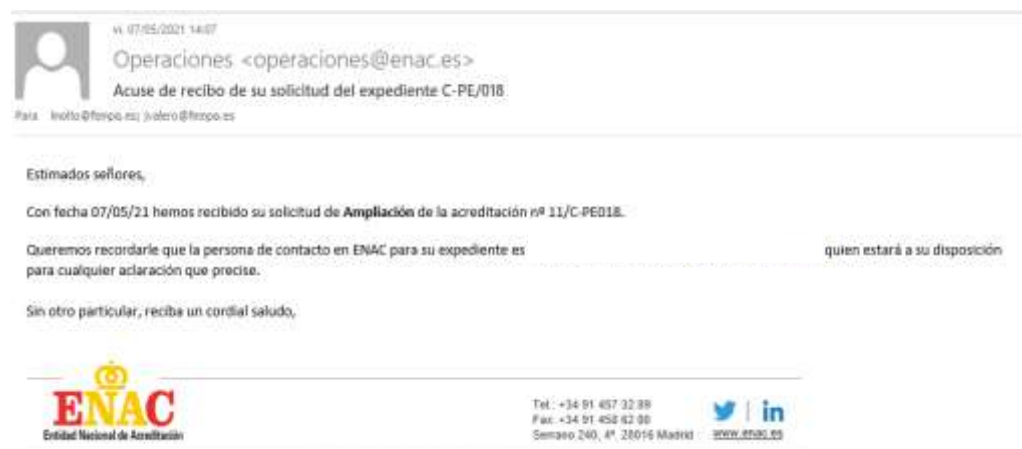 vi. 07/05/2021 14:07
Operaciones <operaciones@enac.es>
Acuse de recibo de su solicitud del expediente C-PE/018
Para
Estimados señores,
Con fecha 07/05/21 hemos recibido su solicitud de Ampliación de la acreditación nº 11/C-PE018.
Queremos recordarle que la persona de contacto en ENAC para su expediente es quien estará a su disposición
para cualquier aclaración que precise.
Sin otro particular, reciba un cordial saludo,
ENAC
Entidad Nacional de Acreditación
Tel.: +34 91 457 32 89
Fax: +34 91 458 62 80
Serrano 240, 4º, 28016 Madrid
in
www.enac.es